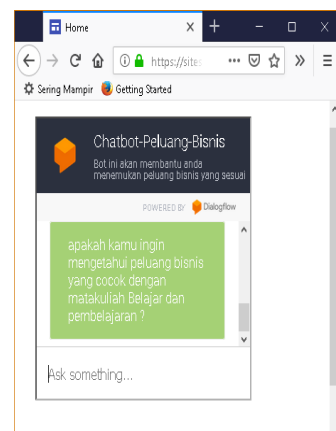 Home
https://sites
Sering Mampir Getting Started
Chatbot-Peluang-Bisnis
Bot ini akan membantu anda
menemukan peluang bisnis yang sesuai
POWERED BY Dialogflow
apakah kamu ingin
mengetahui peluang bisnis
yang cocok dengan
matakuliah Belajar dan
pembelajaran ?
Ask something...